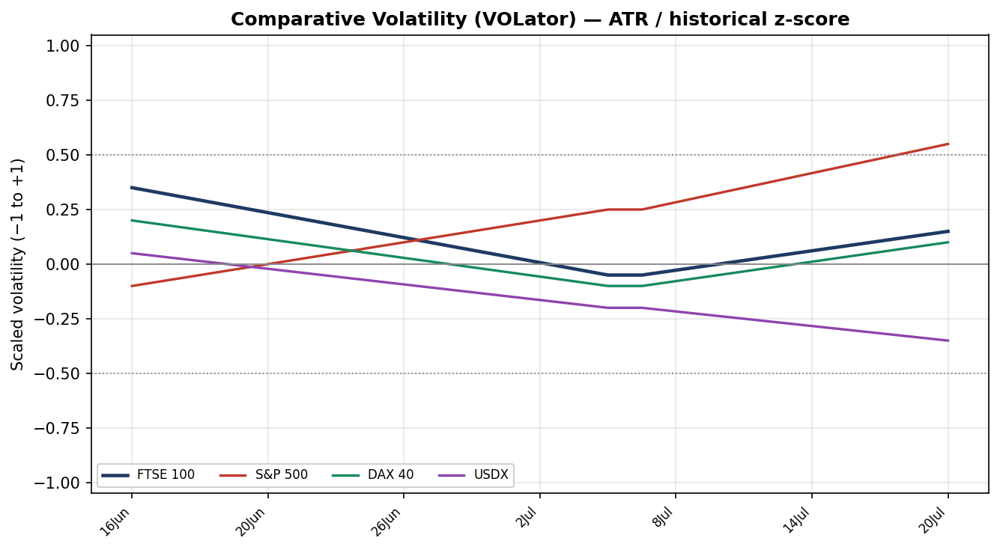 Comparative Volatility (VOLator) — ATR / historical z-score
Scaled volatility (−1 to +1)
1.00
0.75
0.50
0.25
0.00
−0.25
−0.50
−0.75
−1.00
FTSE 100 S&P 500 DAX 40 USDX
16Jun 20Jun 26Jun 2Jul 8Jul 14Jul 20Jul